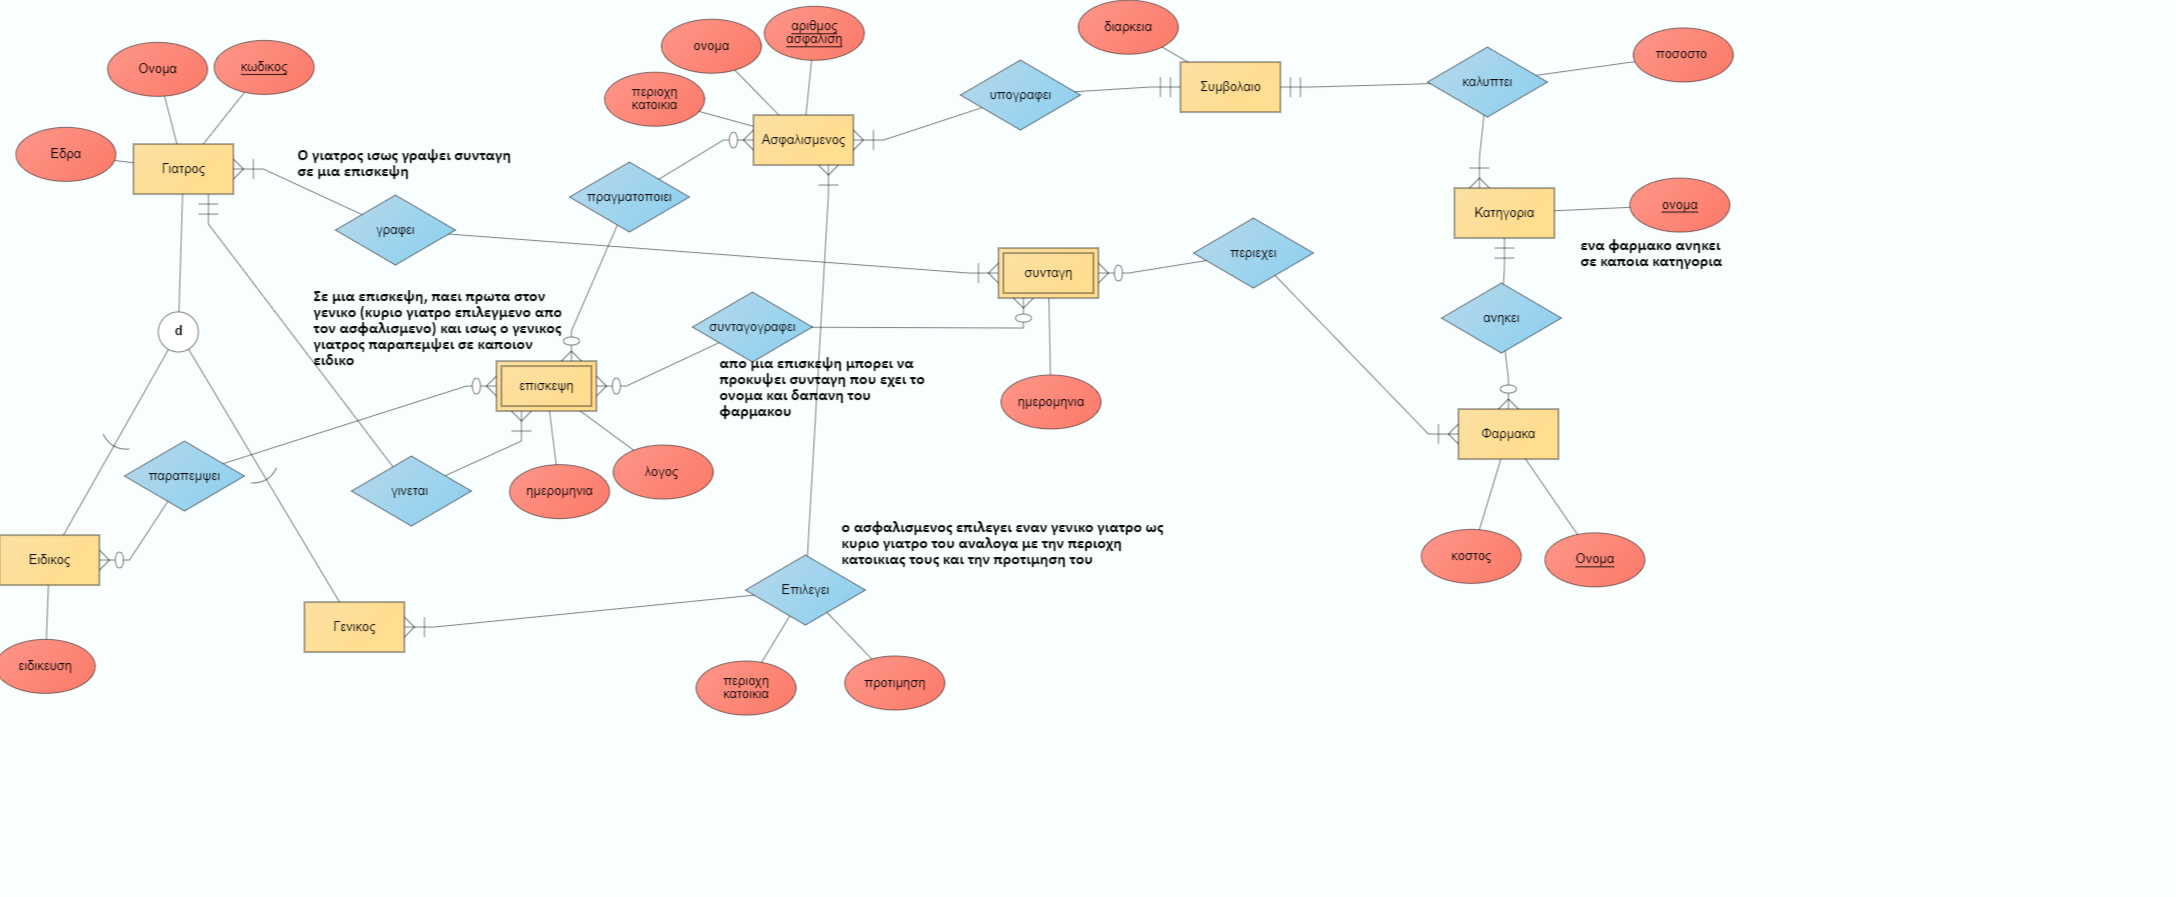 διαρκεια
αριθμος
ασφαλιση
ονομα
ποσοστο
Ονομα
κωδικος
περιοχη
κατοικια
υπογραφει
Συμβολαιο
καλυπτει
Εδρα
Γιατρος
Ο γιατρος ισως γραψει συνταγη
σε μια επισκεψη
Ασφαλισμενος
πραγματοποιει
γραφει
Κατηγορια
ονομα
ενα φαρμακο ανηκει
σε καποια κατηγορια
συνταγη
περιεχει
ανηκει
d
Σε μια επισκεψη, παει πρωτα στον
γενικο (κυριο γιατρο επιλεγμενο απο
τον ασφαλισμενο) και ισως ο γενικος
γιατρος παραπεμψει σε καποιον
ειδικο
συνταγογραφει
απο μια επισκεψη μπορει να
προκυψει συνταγη που εχει το
ονομα και δαπανη του
φαρμακου
επισκεψη
ημερομηνια
Φαρμακα
παραπεμψει
γινεται
ημερομηνια
λογος
ο ασφαλισμενος επιλεγει εναν γενικο γιατρο ως
κυριο γιατρο του αναλογα με την περιοχη
κατοικιας τους και την προτιμηση του
κοστος
Ονομα
Ειδικος
Επιλεγει
Γενικος
ειδικευση
περιοχη
κατοικια
προτιμηση